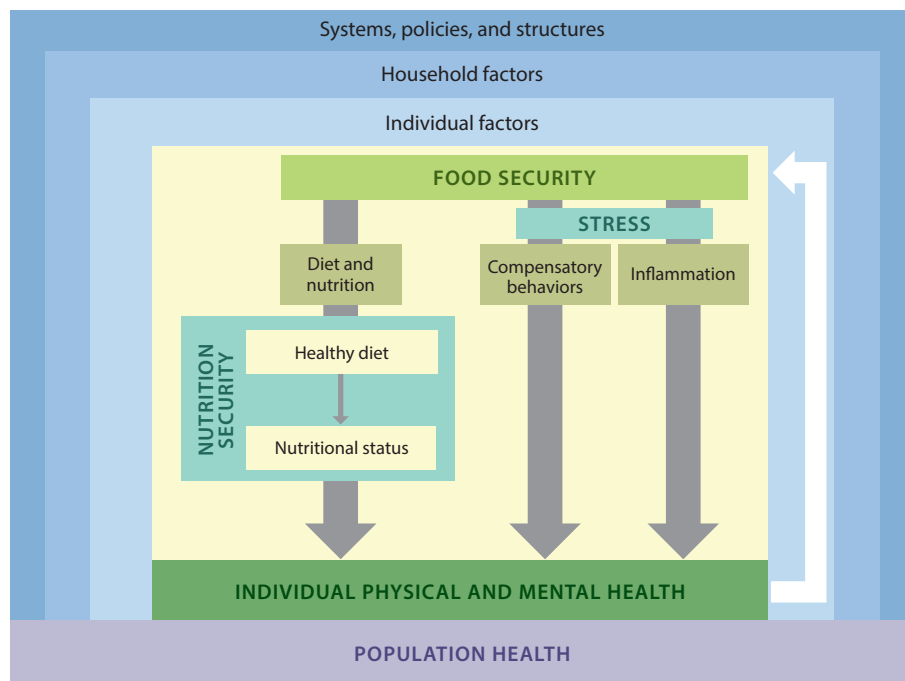 Systems, policies, and structures
Household factors
Individual factors
FOOD SECURITY
STRESS
Diet and
nutrition
Compensatory
behaviors
Inflammation
NUTRITION
SECURITY
Healthy diet
Nutritional status
INDIVIDUAL PHYSICAL AND MENTAL HEALTH
POPULATION HEALTH